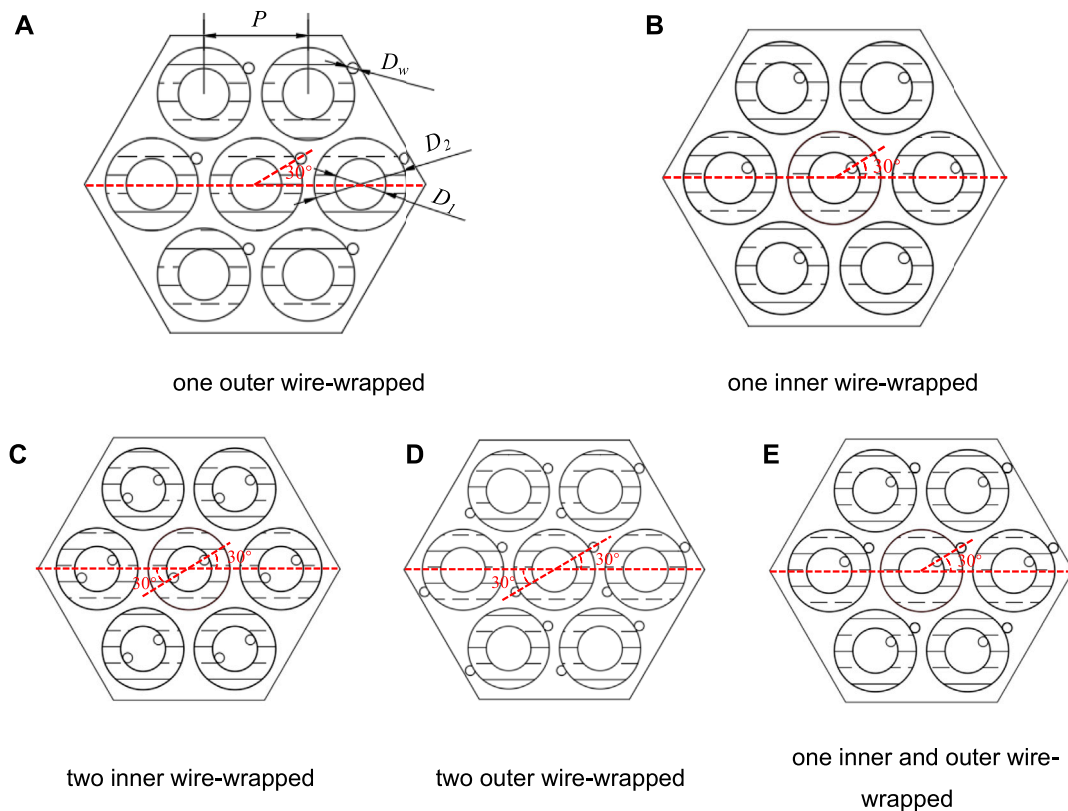 A
P
D_w
D_2
30°
D_1
one outer wire-wrapped
B
30°
one inner wire-wrapped
C
30°
30°
two inner wire-wrapped
D
30°
30°
two outer wire-wrapped
E
30°
one inner and outer wire-
wrapped